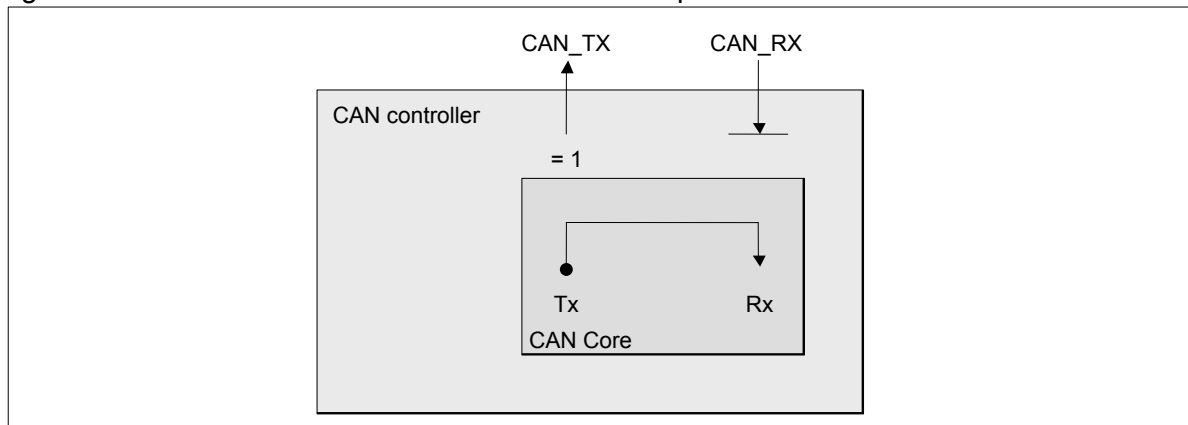 CAN_TX CAN_RX
CAN controller
= 1
Tx Rx
CAN Core